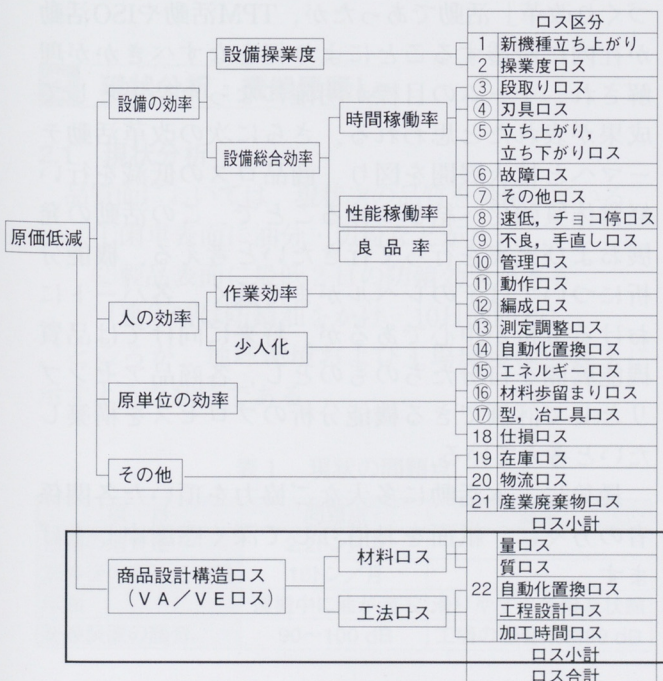 ロス区分
設備操業度
1 新機種立ち上がり
2 操業度ロス
設備の効率
③ 段取りロス
時間稼働率
④ 刃具ロス
⑤ 立ち上がり，
立ち下がりロス
設備総合効率
⑥ 故障ロス
⑦ その他ロス
性能稼働率
⑧ 速低，チョコ停ロス
原価低減
良品率
⑨ 不良，手直しロス
⑩ 管理ロス
作業効率
⑪ 動作ロス
人の効率
⑫ 編成ロス
⑬ 測定調整ロス
少人化
⑭ 自動化置換ロス
⑮ エネルギーロス
原単位の効率
⑯ 材料歩留まりロス
⑰ 型，冶工具ロス
18 仕損ロス
その他
19 在庫ロス
20 物流ロス
21 産業廃棄物ロス
ロス小計
材料ロス
量ロス
質ロス
商品設計構造ロス
（ＶＡ／ＶＥロス）
22 自動化置換ロス
工法ロス
工程設計ロス
加工時間ロス
ロス小計
ロス合計